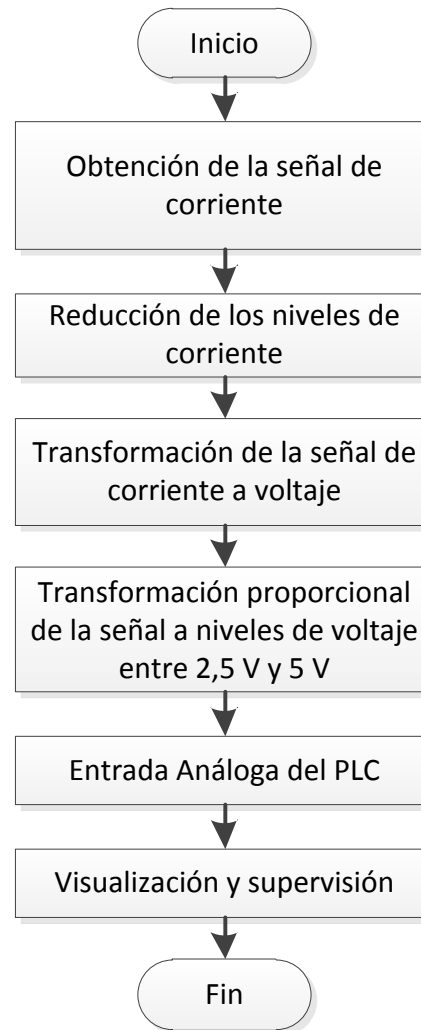 Inicio
Obtención de la señal de
corriente
Reducción de los niveles de
corriente
Transformación de la señal de
corriente a voltaje
Transformación proporcional
de la señal a niveles de voltaje
entre 2,5 V y 5 V
Entrada Análoga del PLC
Visualización y supervisión
Fin